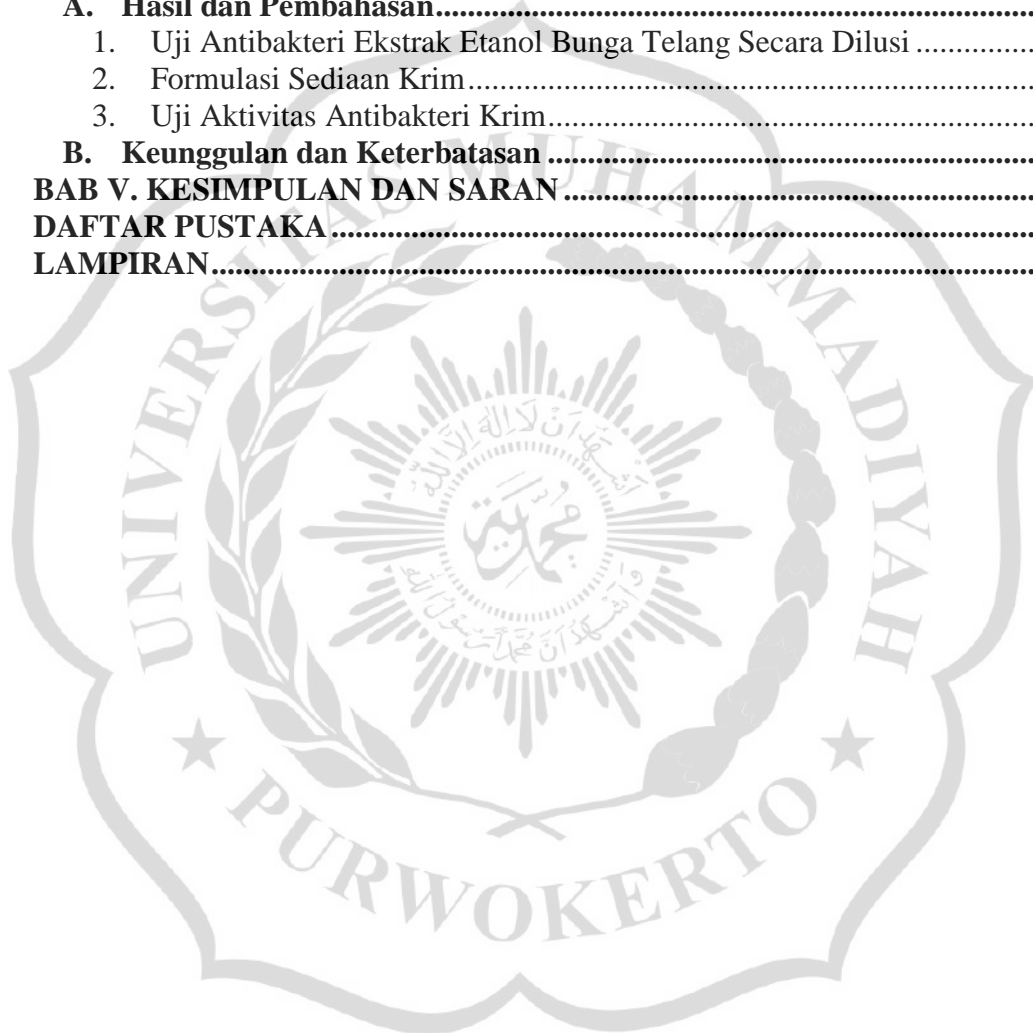 A. Hasil dan Pembahasan................................................................................
1. Uji Antibakteri Ekstrak Etanol Bunga Telang Secara Dilusi ...............
2. Formulasi Sediaan Krim......................................................................
3. Uji Aktivitas Antibakteri Krim............................................................
B. Keunggulan dan Keterbatasan ............................................................
BAB V. KESIMPULAN DAN SARAN ..........................................................
DAFTAR PUSTAKA......................................................................................
LAMPIRAN....................................................................................................
UNIVERSITAS MUHAMMADIYAH
PURWOKERTO